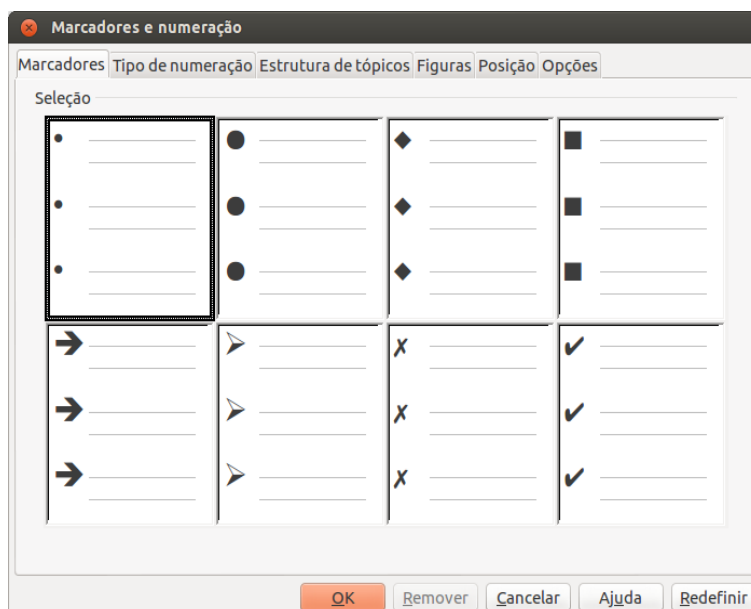 Marcadores e numeração
Marcadores Tipo de numeração Estrutura de tópicos Figuras Posição Opções
Seleção
OK Remover Cancelar Ajuda Redefinir